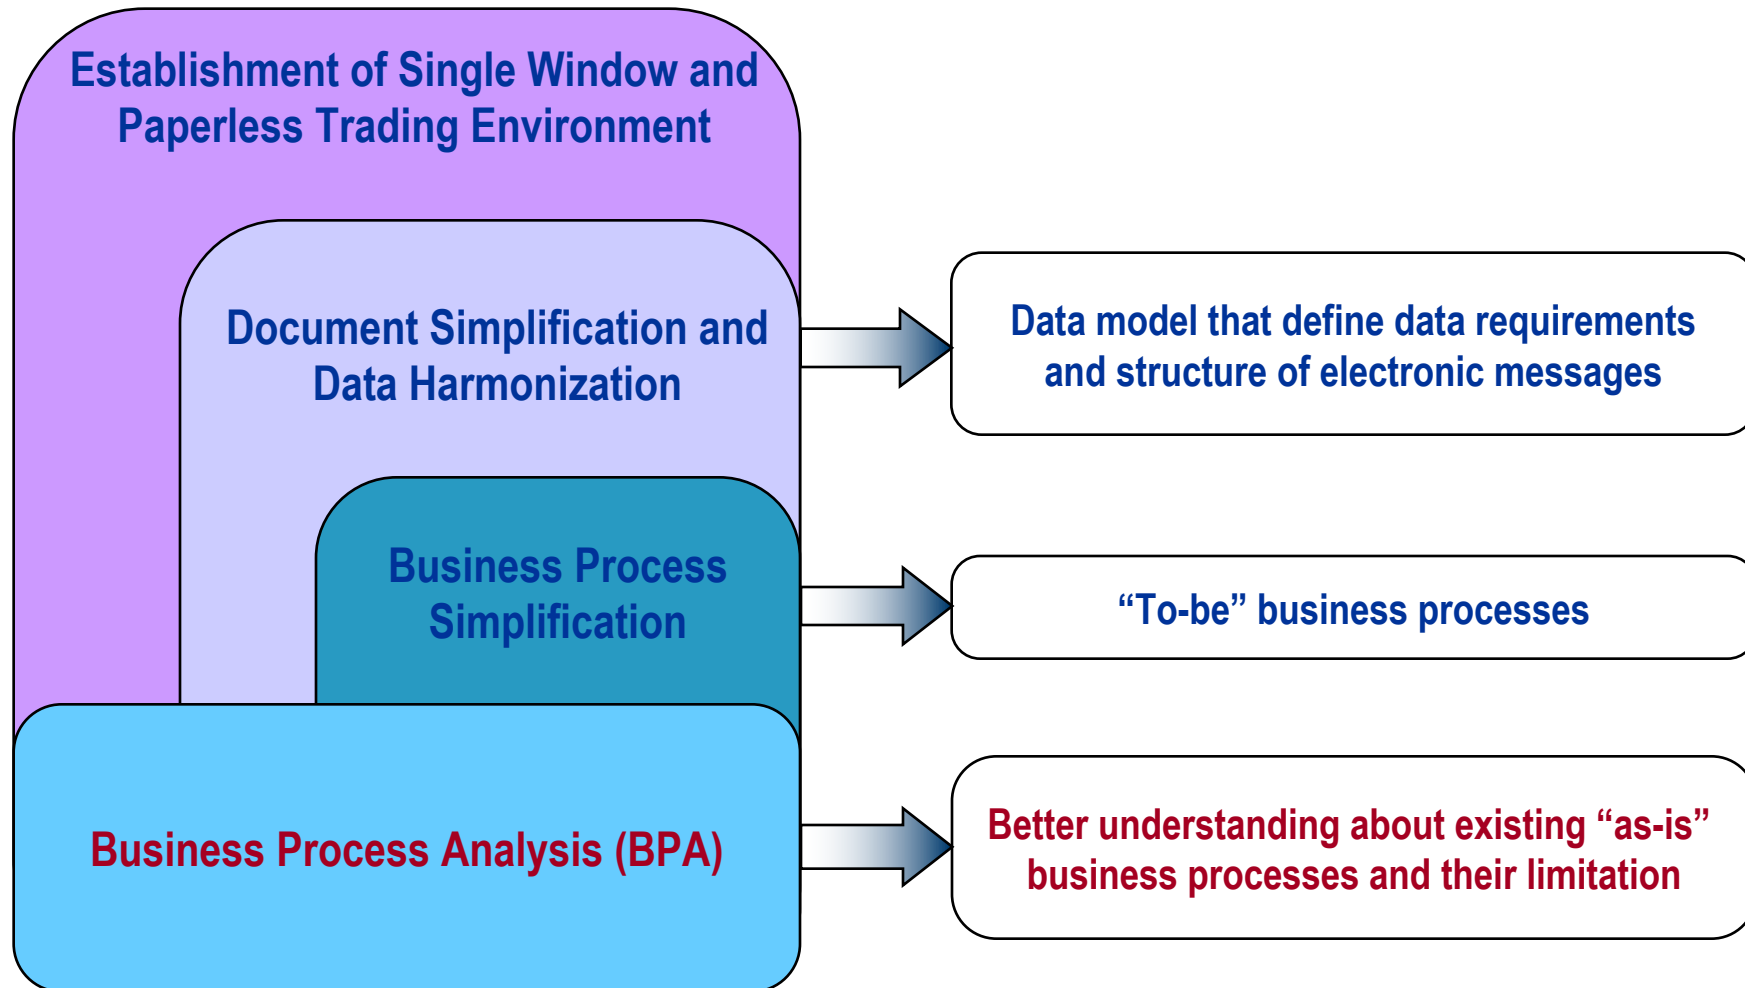 Establishment of Single Window and
Paperless Trading Environment
Document Simplification and
Data Harmonization
Data model that define data requirements
and structure of electronic messages
Business Process
Simplification
“To-be” business processes
Business Process Analysis (BPA)
Better understanding about existing “as-is”
business processes and their limitation